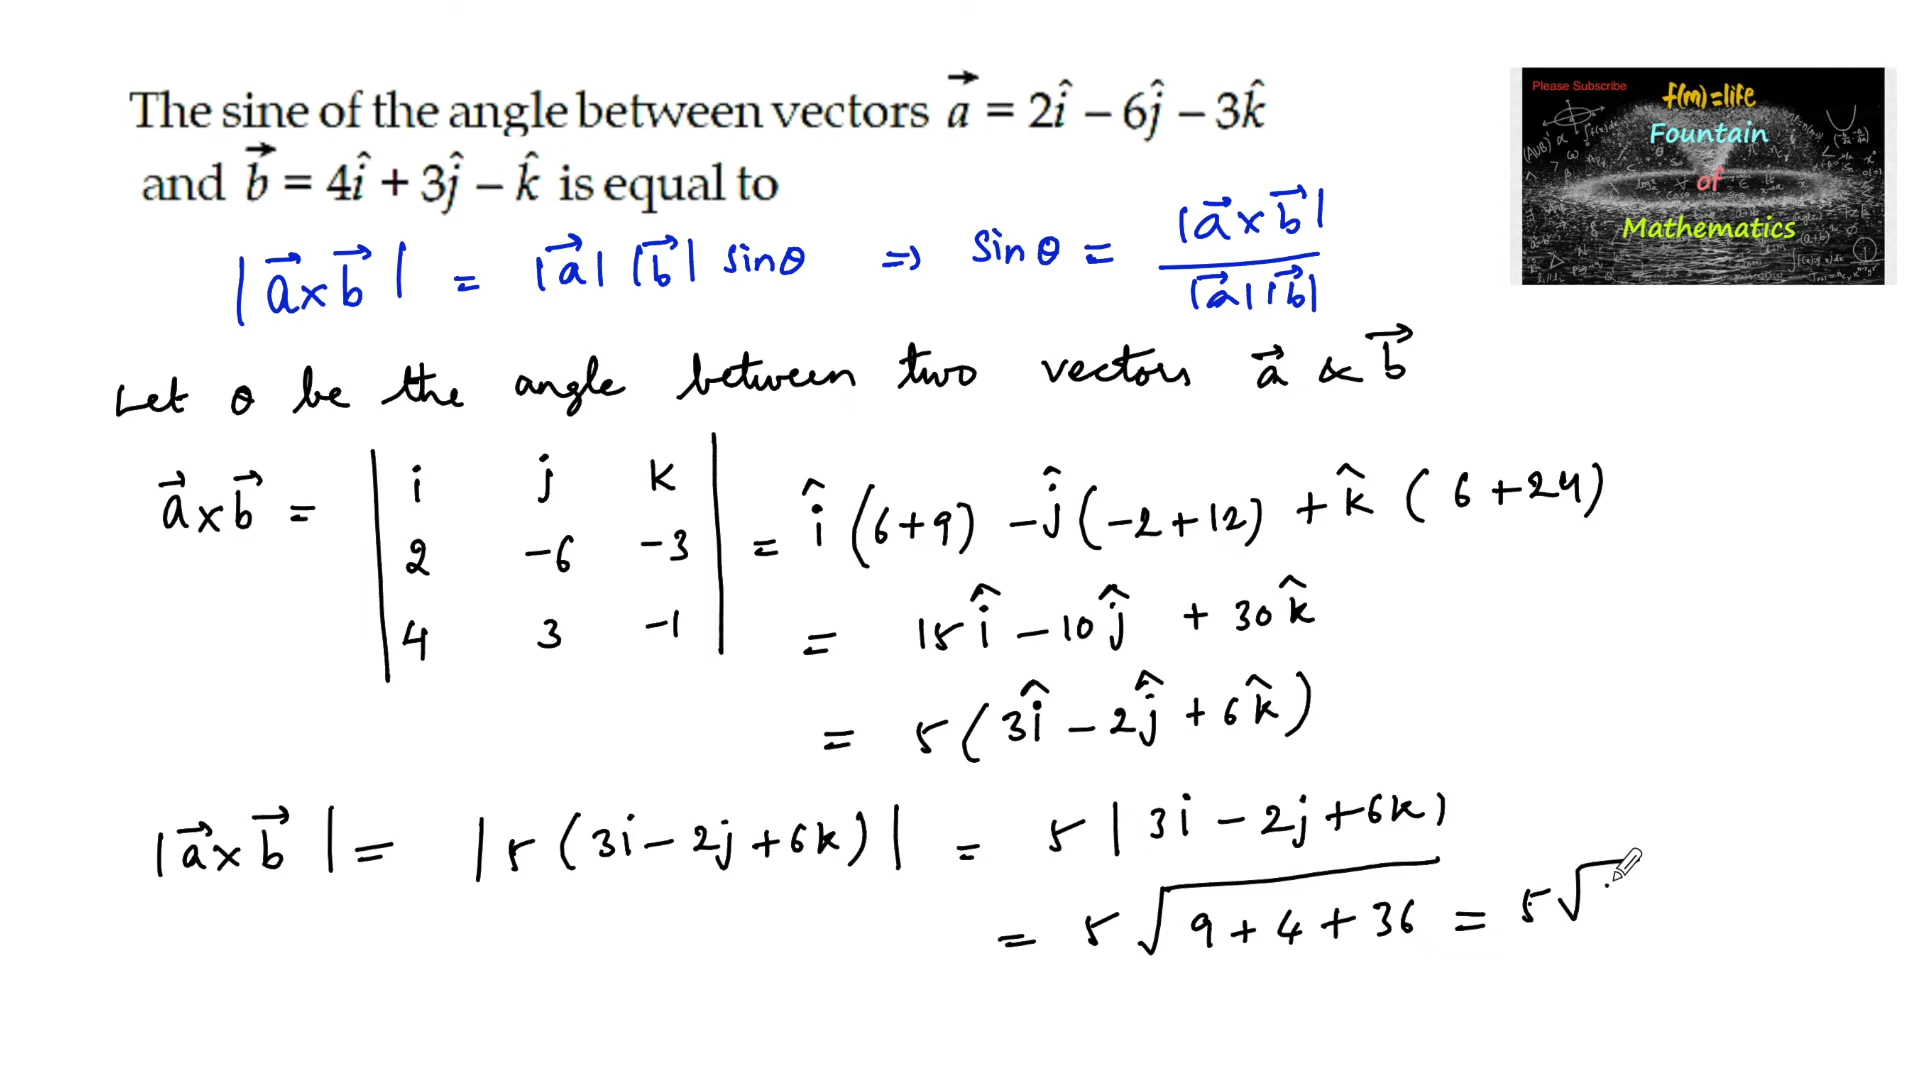 The sine of the angle between vectors a⃗ = 2î – 6ĵ – 3k̂
and b⃗ = 4î + 3ĵ – k̂ is equal to
|a⃗ x b⃗| = |a⃗| |b⃗| sinθ ⇒ sinθ = |a⃗ x b⃗| / |a⃗||b⃗|
Let θ be the angle between two vectors a⃗ & b⃗
a⃗ x b⃗ = | i j k | = î (6+9) – ĵ (-2+12) + k̂ (6+24)
2 -6 -3
4 3 -1
= 15î – 10ĵ + 30k̂
= 5(3î – 2ĵ + 6k̂)
|a⃗ x b⃗| = |5(3i – 2j + 6k)| = 5|3i – 2j + 6k|
= 5√(9+4+36) = 5√
Please Subscribe
f(m)=life
Fountain
of
Mathematics